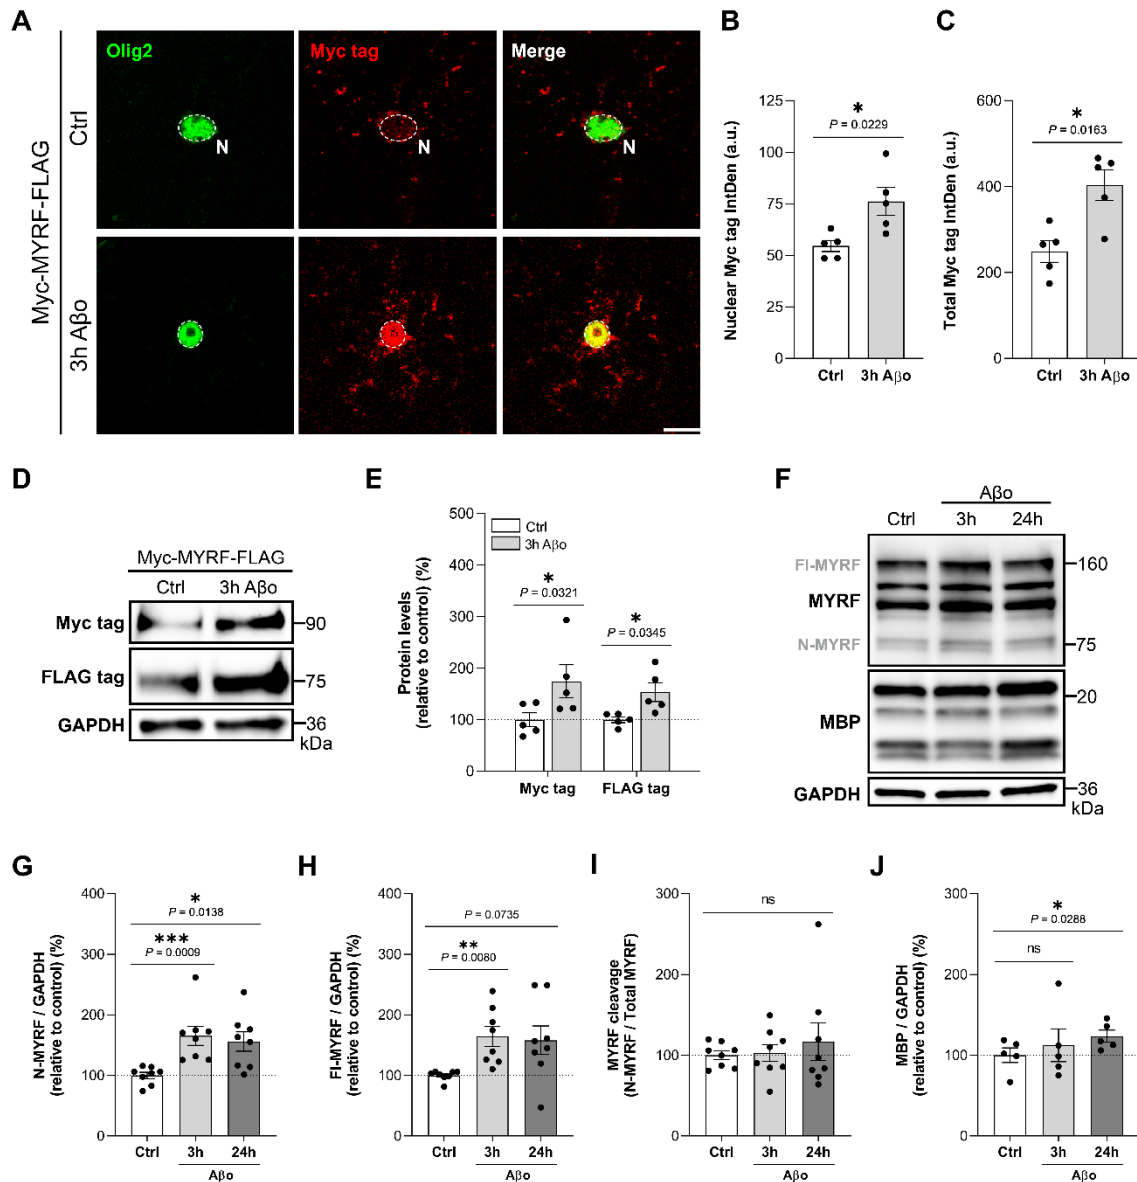 A
Olig2
Myc tag
Merge
Myc-MYRF-FLAG
Ctrl
N
N
3h Aβo
B
Nuclear Myc tag IntDen (a.u.)
125
100
75
50
25
0
*
P = 0.0229
Ctrl
3h Aβo
C
Total Myc tag IntDen (a.u.)
600
400
200
0
*
P = 0.0163
Ctrl
3h Aβo
D
Myc-MYRF-FLAG
Ctrl
3h Aβo
Myc tag
90
FLAG tag
75
GAPDH
36
kDa
E
Protein levels
(relative to control) (%)
500
400
300
200
100
0
Ctrl
3h Aβo
*
P = 0.0321
*
P = 0.0345
Myc tag
FLAG tag
F
Aβo
Ctrl
3h
24h
Fl-MYRF
160
MYRF
N-MYRF
75
20
MBP
GAPDH
36
kDa
G
N-MYRF / GAPDH
(relative to control) (%)
400
300
200
100
0
*
P = 0.0138
***
P = 0.0009
Ctrl
3h
24h
Aβo
H
Fl-MYRF / GAPDH
(relative to control) (%)
400
300
200
100
0
P = 0.0735
**
P = 0.0080
Ctrl
3h
24h
Aβo
I
MYRF cleavage
(N-MYRF / Total MYRF)
300
200
100
0
ns
Ctrl
3h
24h
Aβo
J
MBP / GAPDH
(relative to control) (%)
300
200
100
0
*
P = 0.0288
ns
Ctrl
3h
24h
Aβo